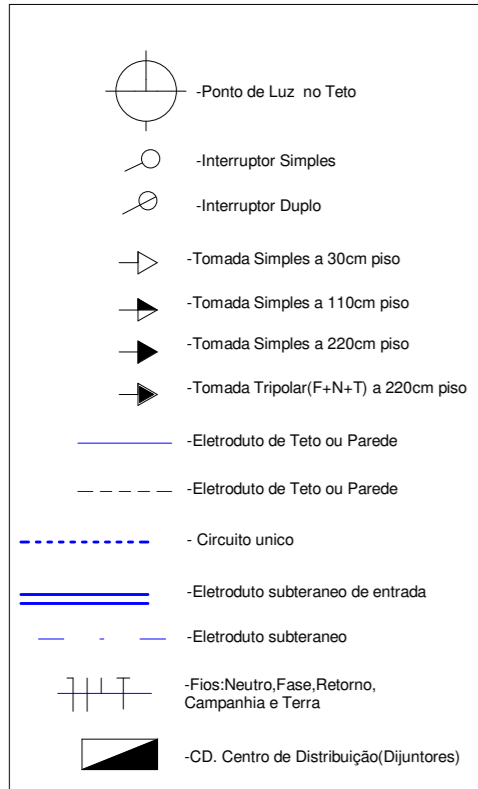 -Ponto de Luz no Teto
-Interruptor Simples
-Interruptor Duplo
-Tomada Simples a 30cm piso
-Tomada Simples a 110cm piso
-Tomada Simples a 220cm piso
-Tomada Tripolar(F+N+T) a 220cm piso
-Eletroduto de Teto ou Parede
-Eletroduto de Teto ou Parede
- Circuito unico
-Eletroduto subteraneo de entrada
-Eletroduto subteraneo
-Fios:Neutro,Fase,Retorno,
Campanhia e Terra
-CD. Centro de Distribuição(Dijuntores)